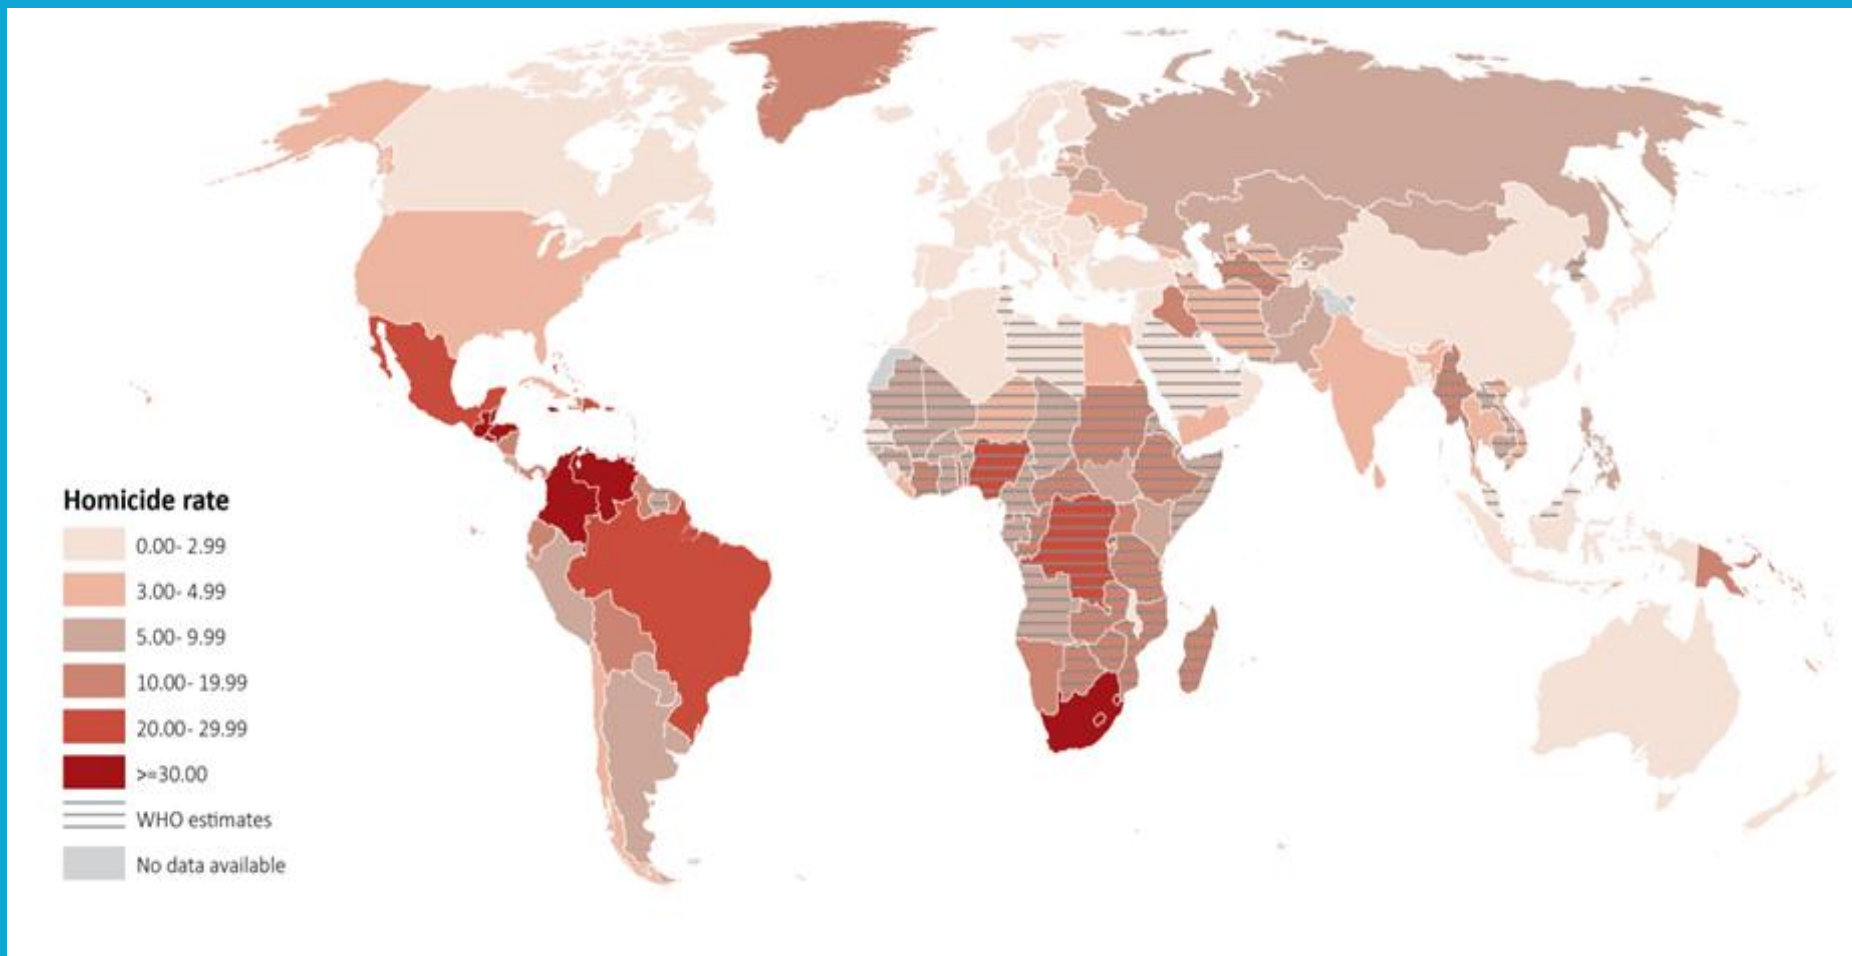 Homicide rate
0.00- 2.99
3.00- 4.99
5.00- 9.99
10.00- 19.99
20.00- 29.99
>=30.00
WHO estimates
No data available